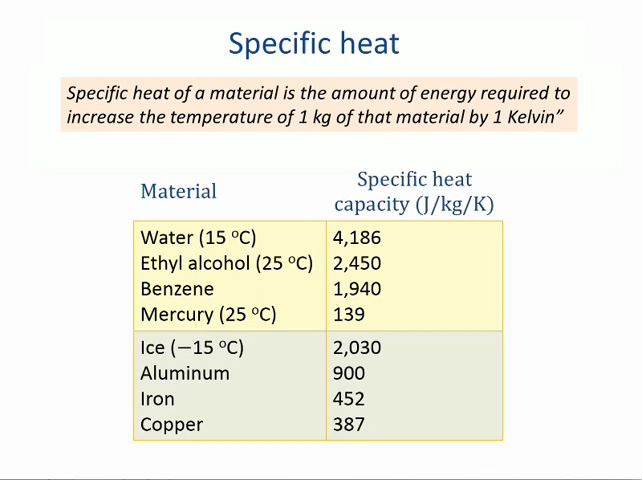 Specific heat
Specific heat of a material is the amount of energy required to
increase the temperature of 1 kg of that material by 1 Kelvin”
Material
Specific heat
capacity (J/kg/K)
Water (15 ºC) 4,186
Ethyl alcohol (25 ºC) 2,450
Benzene 1,940
Mercury (25 ºC) 139
Ice (−15 ºC) 2,030
Aluminum 900
Iron 452
Copper 387